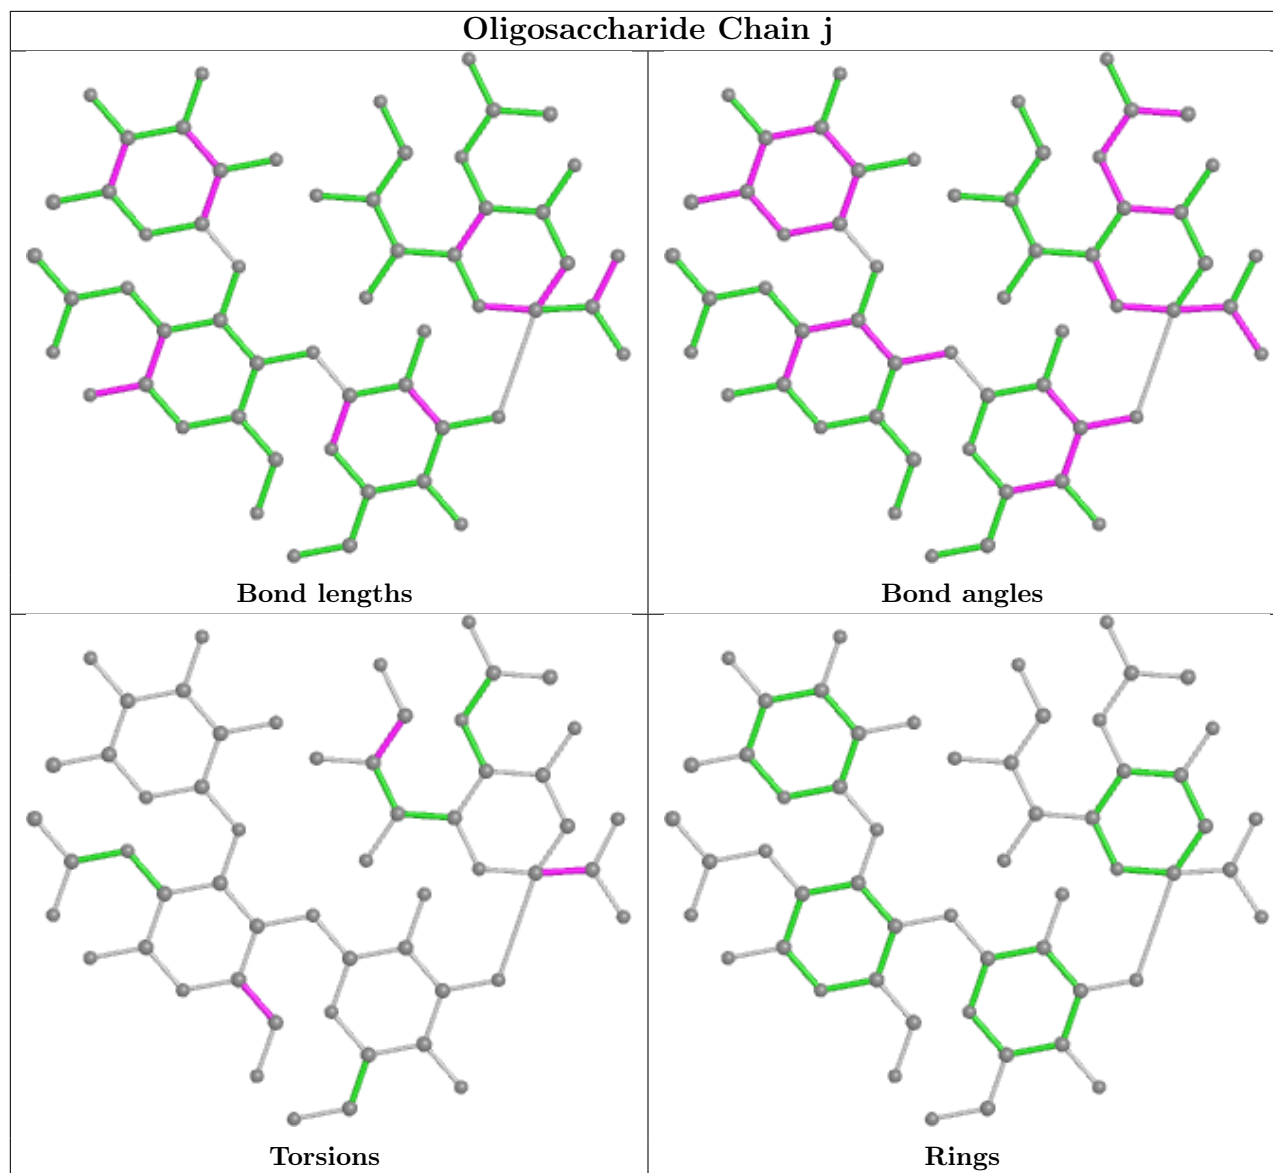 Oligosaccharide Chain j
Bond lengths
Bond angles
Torsions
Rings